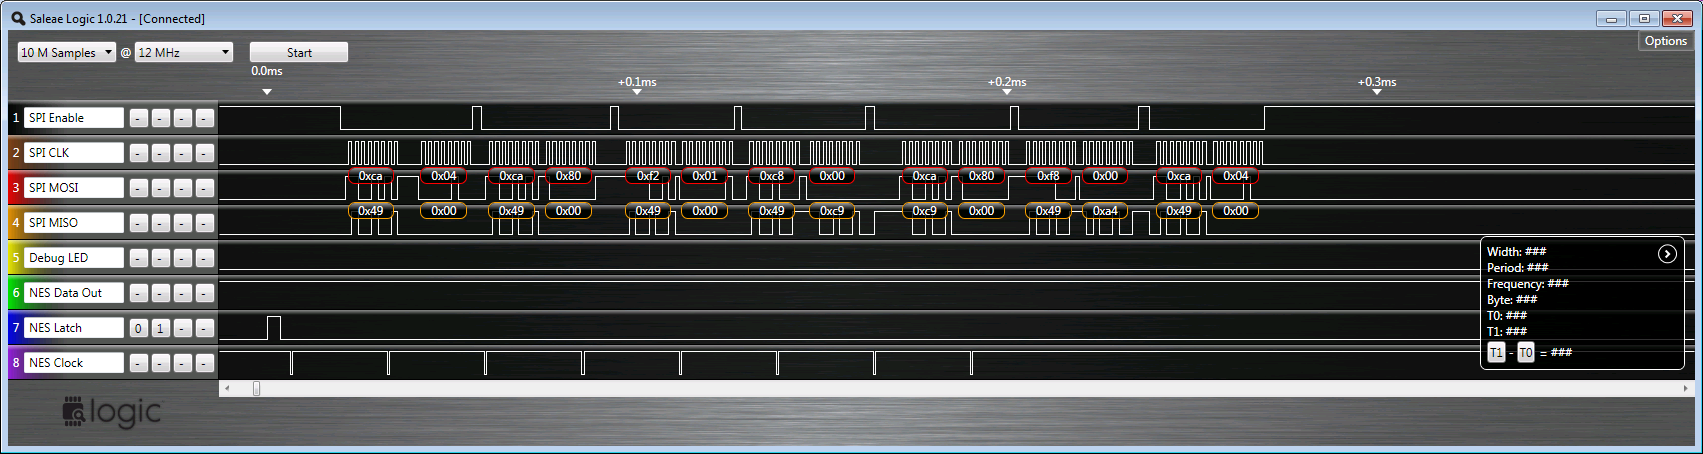 Saleae Logic 1.0.21 - [Connected]
10 M Samples @ 12 MHz Start Options
0.0ms +0.1ms +0.2ms +0.3ms
1 SPI Enable - - - -
2 SPI CLK - - - -
3 SPI MOSI - - - - 0xca 0x04 0xca 0x80 0xf2 0x01 0xc8 0x00 0xca 0x80 0xf8 0x00 0xca 0x04
4 SPI MISO - - - - 0x49 0x00 0x49 0x00 0x49 0x00 0x49 0xc9 0xc9 0x00 0x49 0xa4 0x49 0x00
5 Debug LED - - - -
6 NES Data Out - - - -
7 NES Latch 0 1 - -
8 NES Clock - - - -
Width: ###
Period: ###
Frequency: ###
Byte: ###
T0: ###
T1: ###
T1 - T0 = ###
logic